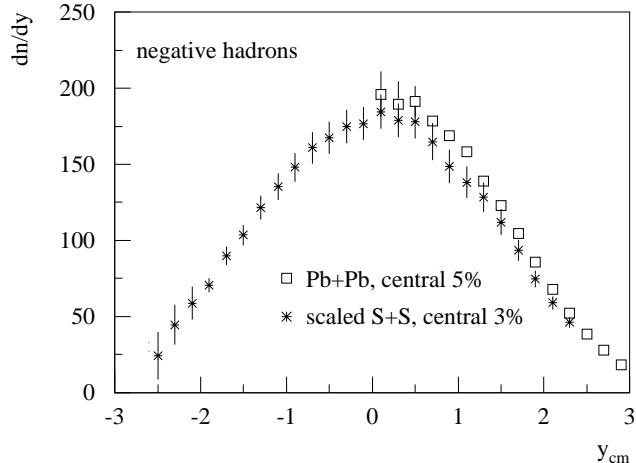 dn/dy
250
200
150
100
50
0
negative hadrons
Pb+Pb, central 5%
scaled S+S, central 3%
-3 -2 -1 0 1 2 3
y_cm